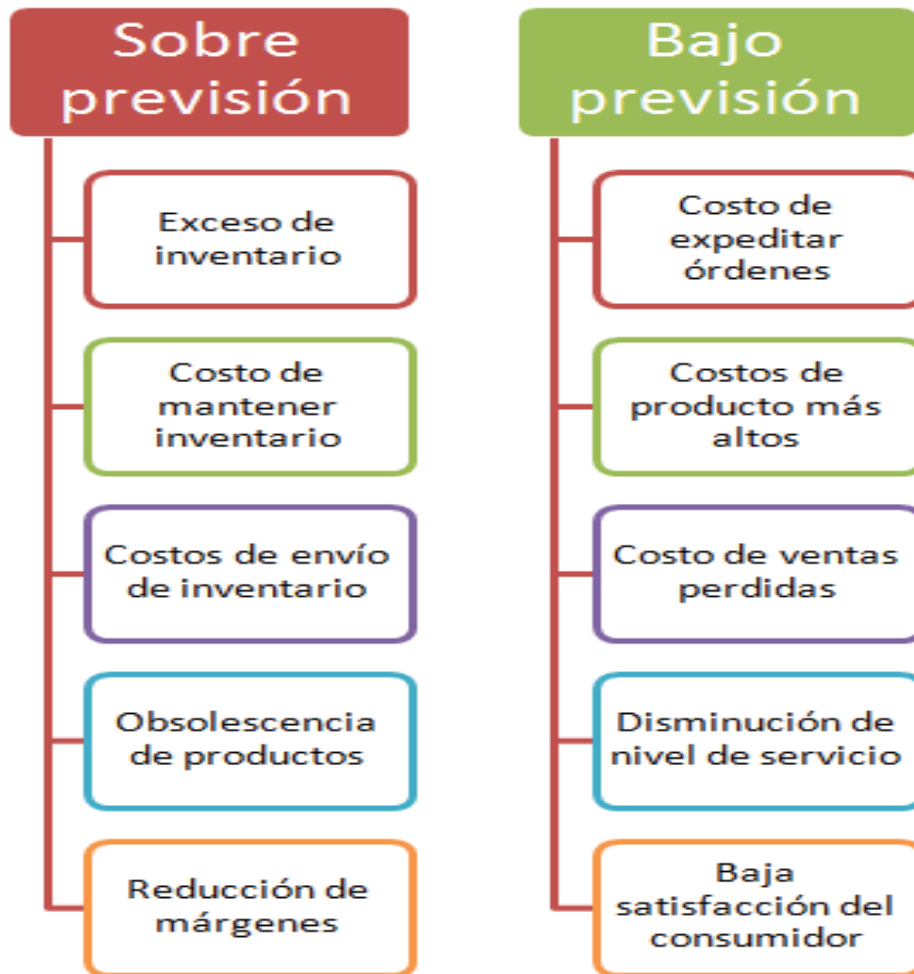 Sobre
previsión
Exceso de
inventario
Costo de
mantener
inventario
Costos de envío
de inventario
Obsolescencia
de productos
Reducción de
márgenes
Bajo
previsión
Costo de
expeditar
órdenes
Costos de
producto más
altos
Costo de ventas
perdidas
Disminución de
nivel de servicio
Baja
satisfacción del
consumidor